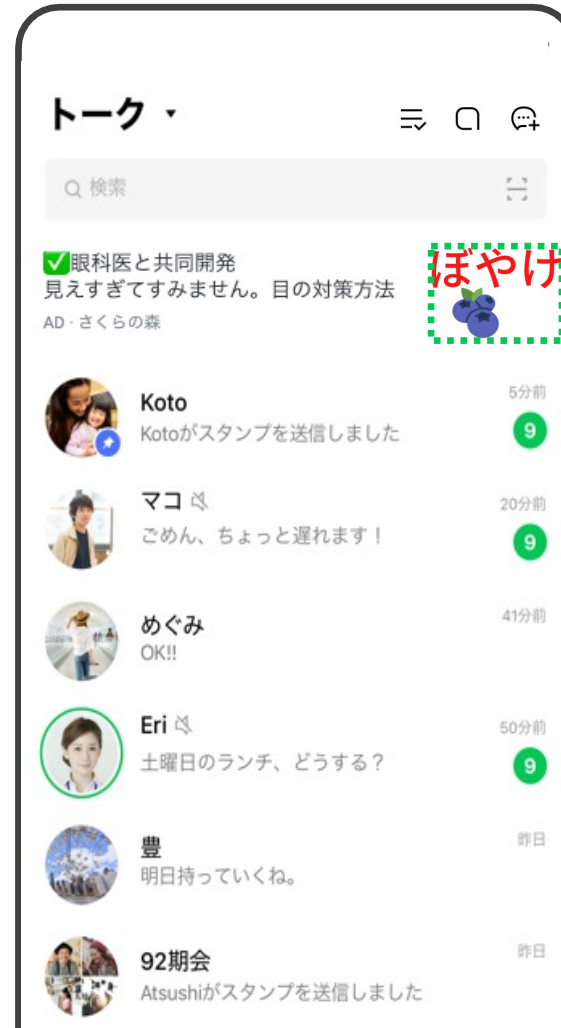 トーク
検索
✅眼科医と共同開発
見えすぎてすみません。目の対策方法
AD・さくらの森
ぼやけ
Koto
5分前
Kotoがスタンプを送信しました
9
マコ
20分前
ごめん、ちょっと遅れます！
9
めぐみ
41分前
OK!!
Eri
50分前
土曜日のランチ、どうする？
9
豊
昨日
明日持っていくね。
92期会
昨日
Atsushiがスタンプを送信しました